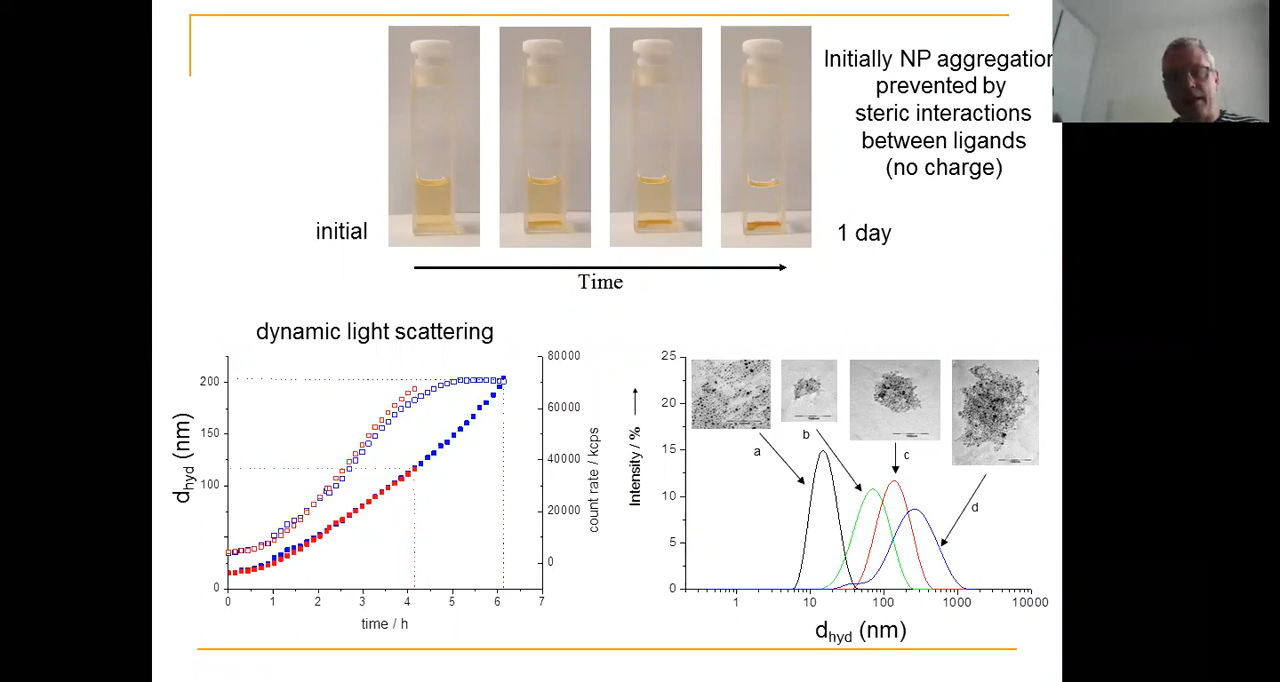 Initially NP aggregation
prevented by
steric interactions
between ligands
(no charge)
initial
1 day
Time
dynamic light scattering
d_hyd (nm)
200
150
100
50
0
0 1 2 3 4 5 6 7
time / h
80000
60000
40000
20000
0
count rate / kcps
Intensity / %
25
20
15
10
5
0
a
b
c
d
1 10 100 1000 10000
d_hyd (nm)